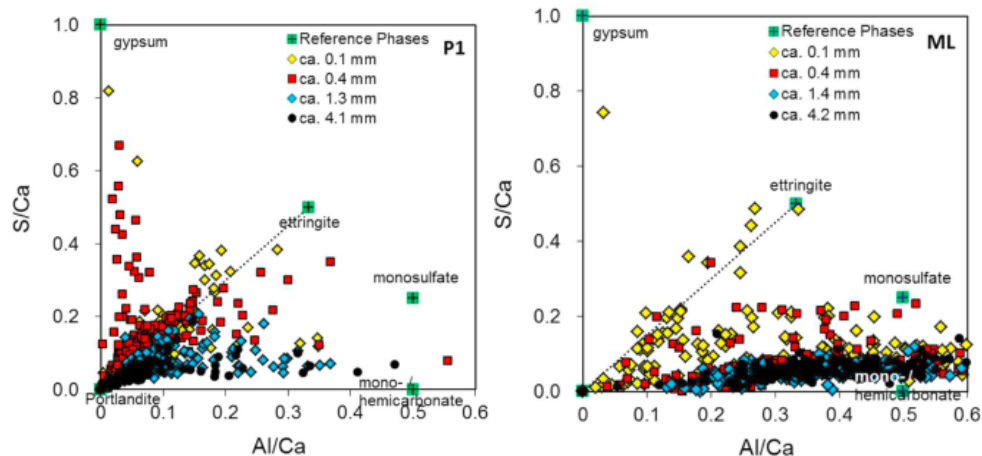 1.0
0.8
0.6
0.4
0.2
0.0
S/Ca
gypsum
Reference Phases
ca. 0.1 mm
ca. 0.4 mm
ca. 1.3 mm
ca. 4.1 mm
P1
ettringite
monosulfate
mono-/
hemicarbonate
Portlandite
0 0.1 0.2 0.3 0.4 0.5 0.6
Al/Ca
1.0
0.8
0.6
0.4
0.2
0.0
S/Ca
gypsum
Reference Phases
ca. 0.1 mm
ca. 0.4 mm
ca. 1.4 mm
ca. 4.2 mm
ML
ettringite
monosulfate
mono-/
hemicarbonate
0 0.1 0.2 0.3 0.4 0.5 0.6
Al/Ca